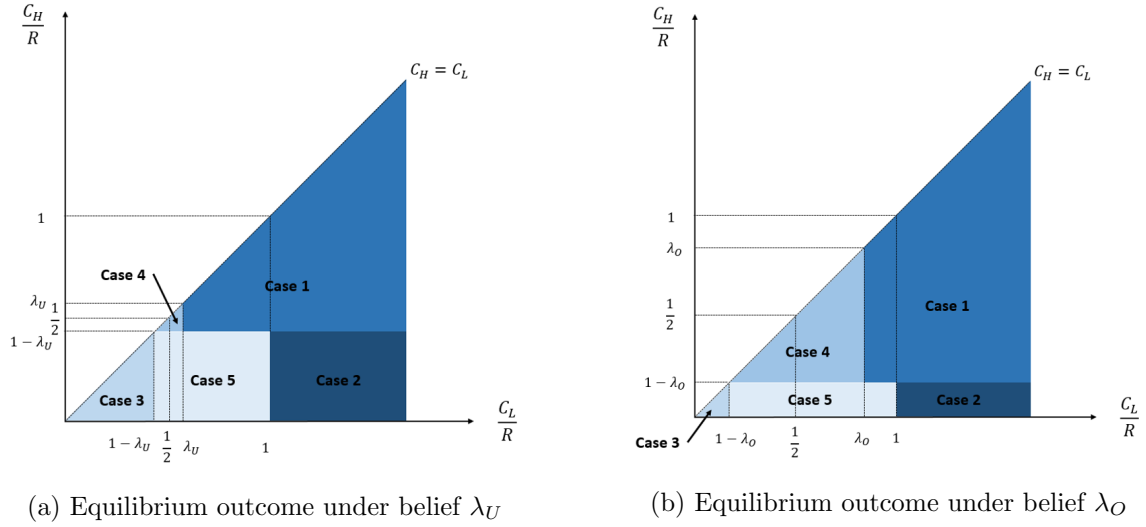 C_H
R
C_H = C_L
1
Case 4
Case 1
λ_U
1
2
1 − λ_U
Case 3
Case 5
Case 2
C_L
R
1 − λ_U
1
2
λ_U
1
(a) Equilibrium outcome under belief λ_U
C_H
R
C_H = C_L
1
λ_O
Case 1
1
2
Case 4
1 − λ_O
Case 5
Case 2
C_L
R
Case 3
1 − λ_O
1
2
λ_O
1
(b) Equilibrium outcome under belief λ_O